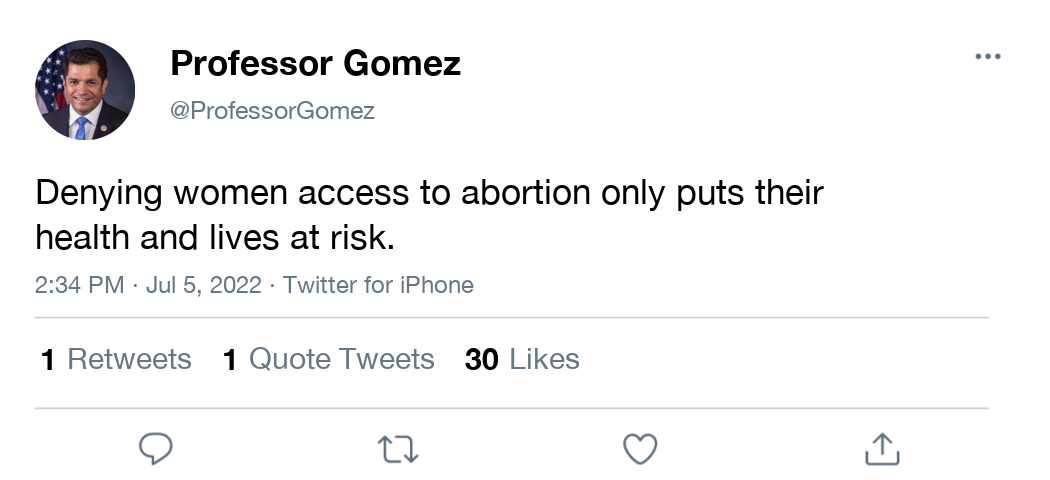 Professor Gomez
@ProfessorGomez
Denying women access to abortion only puts their
health and lives at risk.
2:34 PM · Jul 5, 2022 · Twitter for iPhone
1 Retweets 1 Quote Tweets 30 Likes